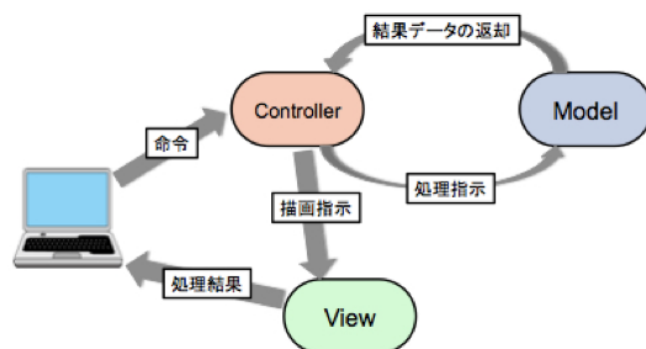 結果データの返却
Controller
Model
命令
処理指示
描画指示
処理結果
View